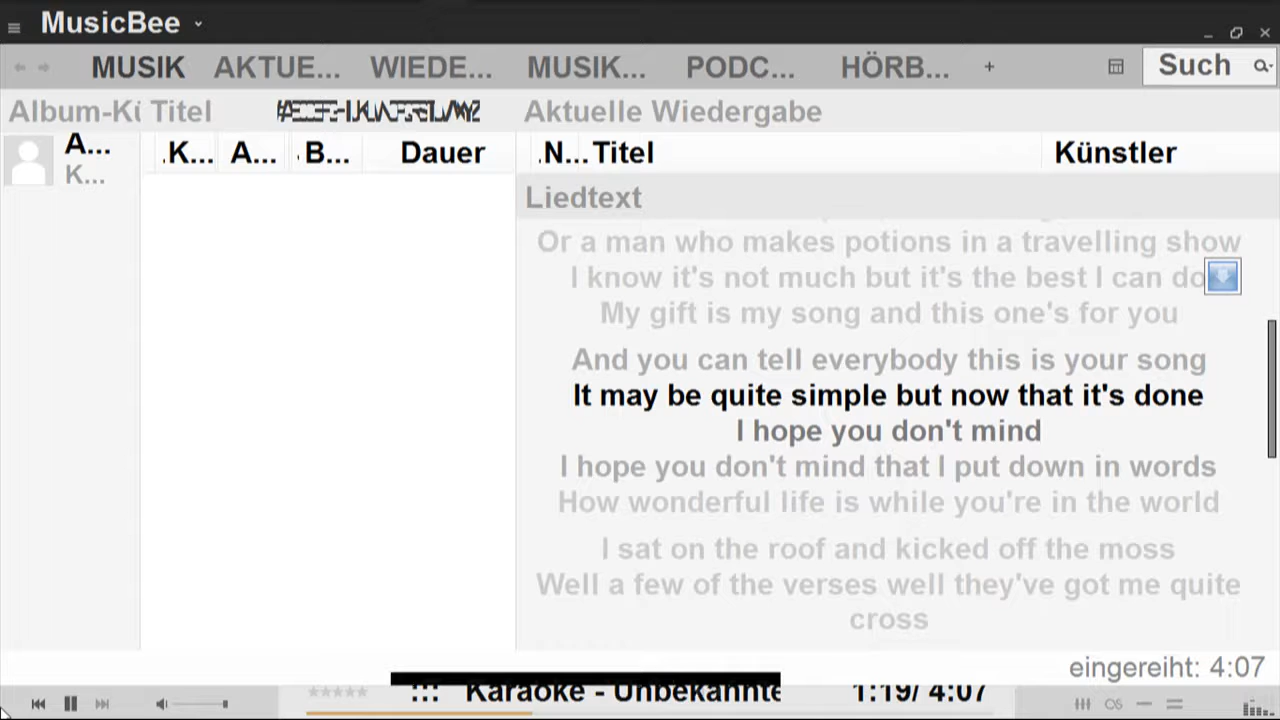 MusicBee
MUSIK AKTUE... WIEDE... MUSIK... PODC... HÖRB... + Such
Album-Kü Titel Aktuelle Wiedergabe
A... K... A... B... Dauer N... Titel Künstler
K...
Liedtext
Or a man who makes potions in a travelling show
I know it's not much but it's the best I can do
My gift is my song and this one's for you
And you can tell everybody this is your song
It may be quite simple but now that it's done
I hope you don't mind
I hope you don't mind that I put down in words
How wonderful life is while you're in the world
I sat on the roof and kicked off the moss
Well a few of the verses well they've got me quite
cross
eingereiht: 4:07
Karaoke - Unbekannte 1:19/ 4:07